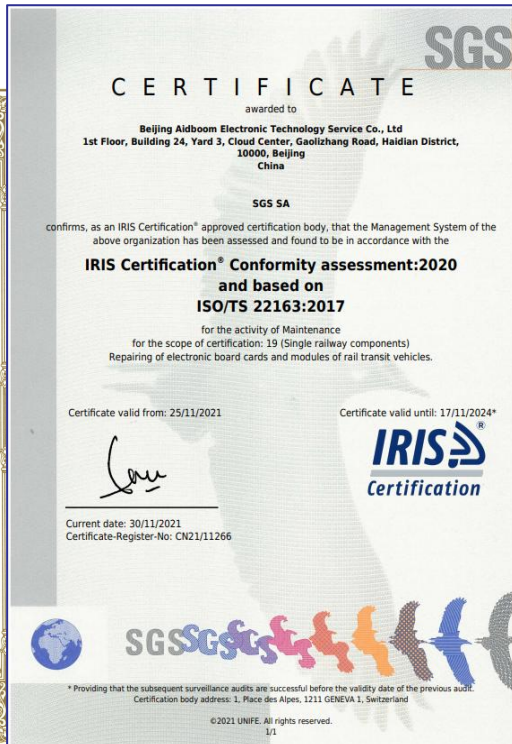 SGS
CERTIFICATE
awarded to
Beijing Aidboom Electronic Technology Service Co., Ltd
1st Floor, Building 24, Yard 3, Cloud Center, Gaolizhang Road, Haidian District,
10000, Beijing
China
SGS SA
confirms, as an IRIS Certification® approved certification body, that the Management System of the
above organization has been assessed and found to be in accordance with the
IRIS Certification® Conformity assessment:2020
and based on
ISO/TS 22163:2017
for the activity of Maintenance
for the scope of certification: 19 (Single railway components)
Repairing of electronic board cards and modules of rail transit vehicles.
Certificate valid from: 25/11/2021
Certificate valid until: 17/11/2024*
IRIS®
Certification
Current date: 30/11/2021
Certificate-Register-No: CN21/11266
SGSSGSGS
* Providing that the subsequent surveillance audits are successful before the validity date of the previous audit.
Certification body address: 1, Place des Alpes, 1211 GENEVA 1, Switzerland
©2021 UNIFE. All rights reserved.
1/1